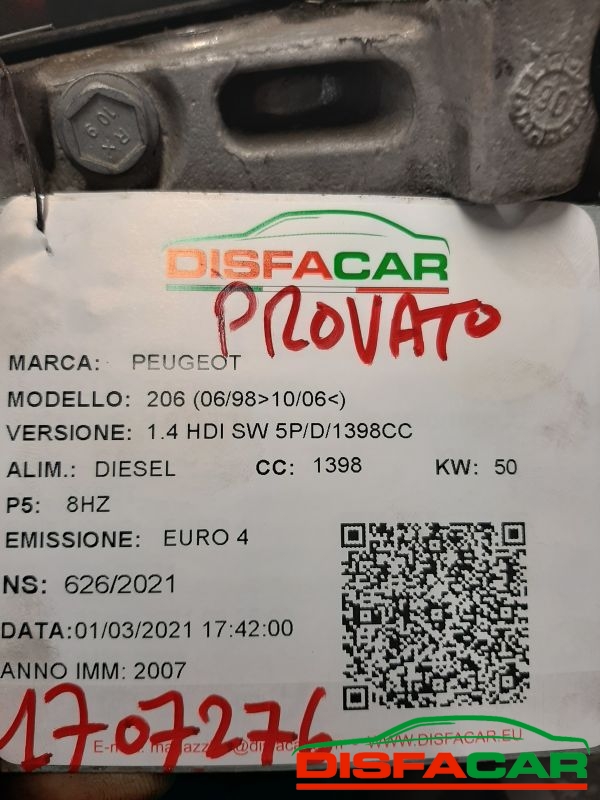 RX
10.9
DISFACAR
PROVATO
MARCA: PEUGEOT
MODELLO: 206 (06/98>10/06<)
VERSIONE: 1.4 HDI SW 5P/D/1398CC
ALIM.: DIESEL CC: 1398 KW: 50
P5: 8HZ
EMISSIONE: EURO 4
NS: 626/2021
DATA:01/03/2021 17:42:00
ANNO IMM: 2007
1707276
WWW.DISFACAR.EU
DISFACAR